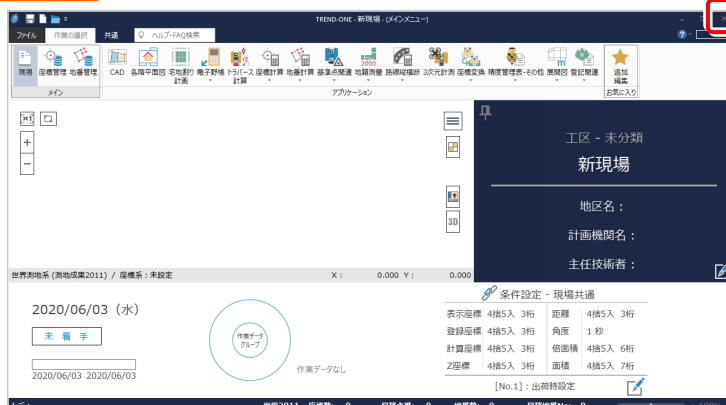 TREND-ONE - 新現場 - [メインメニュー]
ファイル 作業の選択 共通 ヘルプ・FAQ検索
現場 座標管理 地番管理 CAD 各階平面図 宅地割り計画 電子野帳 トラバース計算 座標計算 地番計算 基準点関連 地籍測量 路線縦横断 3次元計測 座標変換 精度管理表・その他 展開図 登記関連 追加編集
メイン アプリケーション お気に入り
工区 - 未分類
新現場
地区名：
計画機関名：
主任技術者：
3D
世界測地系 (測地成果2011) / 座標系：未設定 X： 0.000 Y： 0.000
条件設定 - 現場共通
2020/06/03（水）
未 着 手
2020/06/03 2020/06/03
作業データグループ
作業データなし
表示座標 4捨5入 3桁 距離 4捨5入 3桁
登録座標 4捨5入 3桁 角度 1 秒
計算座標 4捨5入 3桁 倍面積 4捨5入 6桁
Z座標 4捨5入 3桁 面積 4捨5入 7桁
[No.1]：出荷時設定